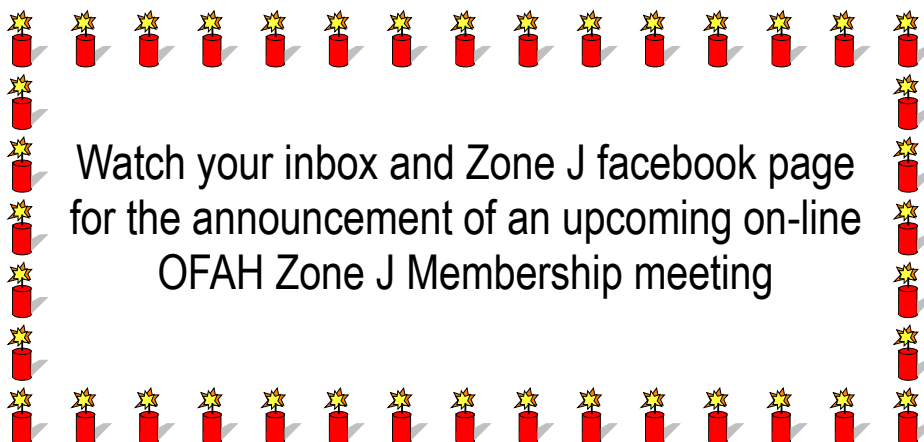 Watch your inbox and Zone J facebook page
for the announcement of an upcoming on-line
OFAH Zone J Membership meeting